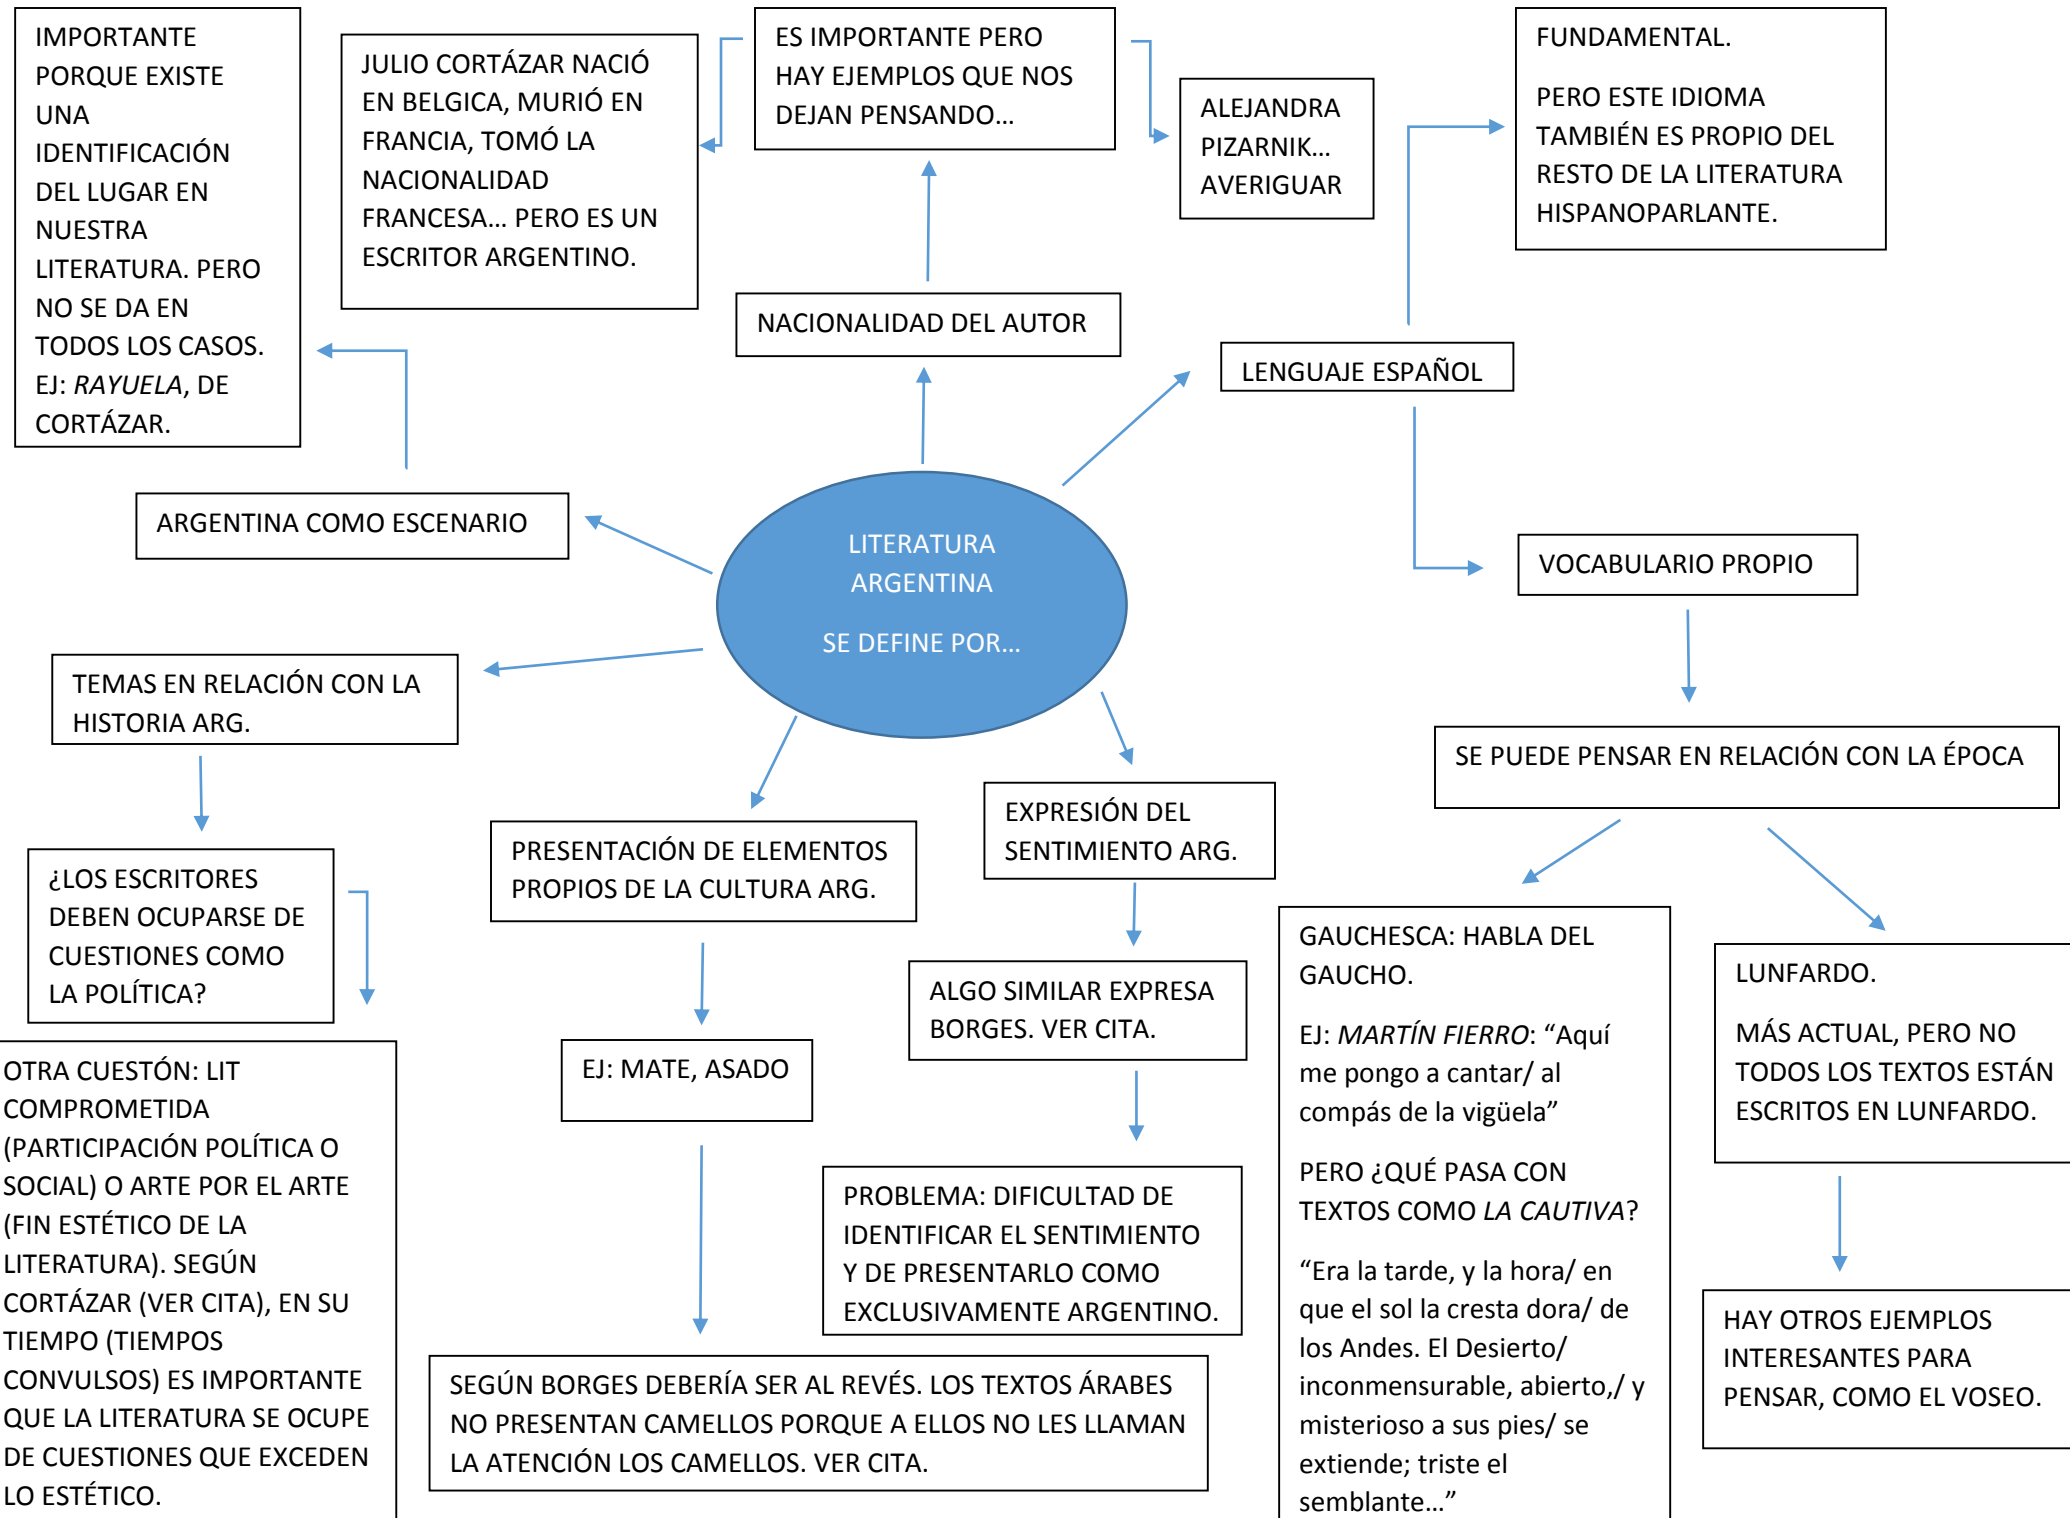 IMPORTANTE
PORQUE EXISTE
UNA
IDENTIFICACIÓN
DEL LUGAR EN
NUESTRA
LITERATURA. PERO
NO SE DA EN
TODOS LOS CASOS.
EJ: RAYUELA, DE
CORTÁZAR.
JULIO CORTÁZAR NACIÓ
EN BELGICA, MURIÓ EN
FRANCIA, TOMÓ LA
NACIONALIDAD
FRANCESA… PERO ES UN
ESCRITOR ARGENTINO.
ES IMPORTANTE PERO
HAY EJEMPLOS QUE NOS
DEJAN PENSANDO…
ALEJANDRA
PIZARNIK…
AVERIGUAR
FUNDAMENTAL.
PERO ESTE IDIOMA
TAMBIÉN ES PROPIO DEL
RESTO DE LA LITERATURA
HISPANOPARLANTE.
NACIONALIDAD DEL AUTOR
LENGUAJE ESPAÑOL
ARGENTINA COMO ESCENARIO
LITERATURA
ARGENTINA
SE DEFINE POR…
VOCABULARIO PROPIO
TEMAS EN RELACIÓN CON LA
HISTORIA ARG.
SE PUEDE PENSAR EN RELACIÓN CON LA ÉPOCA
¿LOS ESCRITORES
DEBEN OCUPARSE DE
CUESTIONES COMO
LA POLÍTICA?
PRESENTACIÓN DE ELEMENTOS
PROPIOS DE LA CULTURA ARG.
EXPRESIÓN DEL
SENTIMIENTO ARG.
ALGO SIMILAR EXPRESA
BORGES. VER CITA.
EJ: MATE, ASADO
OTRA CUESTÓN: LIT
COMPROMETIDA
(PARTICIPACIÓN POLÍTICA O
SOCIAL) O ARTE POR EL ARTE
(FIN ESTÉTICO DE LA
LITERATURA). SEGÚN
CORTÁZAR (VER CITA), EN SU
TIEMPO (TIEMPOS
CONVULSOS) ES IMPORTANTE
QUE LA LITERATURA SE OCUPE
DE CUESTIONES QUE EXCEDEN
LO ESTÉTICO.
PROBLEMA: DIFICULTAD DE
IDENTIFICAR EL SENTIMIENTO
Y DE PRESENTARLO COMO
EXCLUSIVAMENTE ARGENTINO.
SEGÚN BORGES DEBERÍA SER AL REVÉS. LOS TEXTOS ÁRABES
NO PRESENTAN CAMELLOS PORQUE A ELLOS NO LES LLAMAN
LA ATENCIÓN LOS CAMELLOS. VER CITA.
GAUCHESCA: HABLA DEL
GAUCHO.
EJ: MARTÍN FIERRO: “Aquí
me pongo a cantar/ al
compás de la vigüela”
PERO ¿QUÉ PASA CON
TEXTOS COMO LA CAUTIVA?
“Era la tarde, y la hora/ en
que el sol la cresta dora/ de
los Andes. El Desierto/
inconmensurable, abierto,/ y
misterioso a sus pies/ se
extiende; triste el
semblante…”
LUNFARDO.
MÁS ACTUAL, PERO NO
TODOS LOS TEXTOS ESTÁN
ESCRITOS EN LUNFARDO.
HAY OTROS EJEMPLOS
INTERESANTES PARA
PENSAR, COMO EL VOSEO.